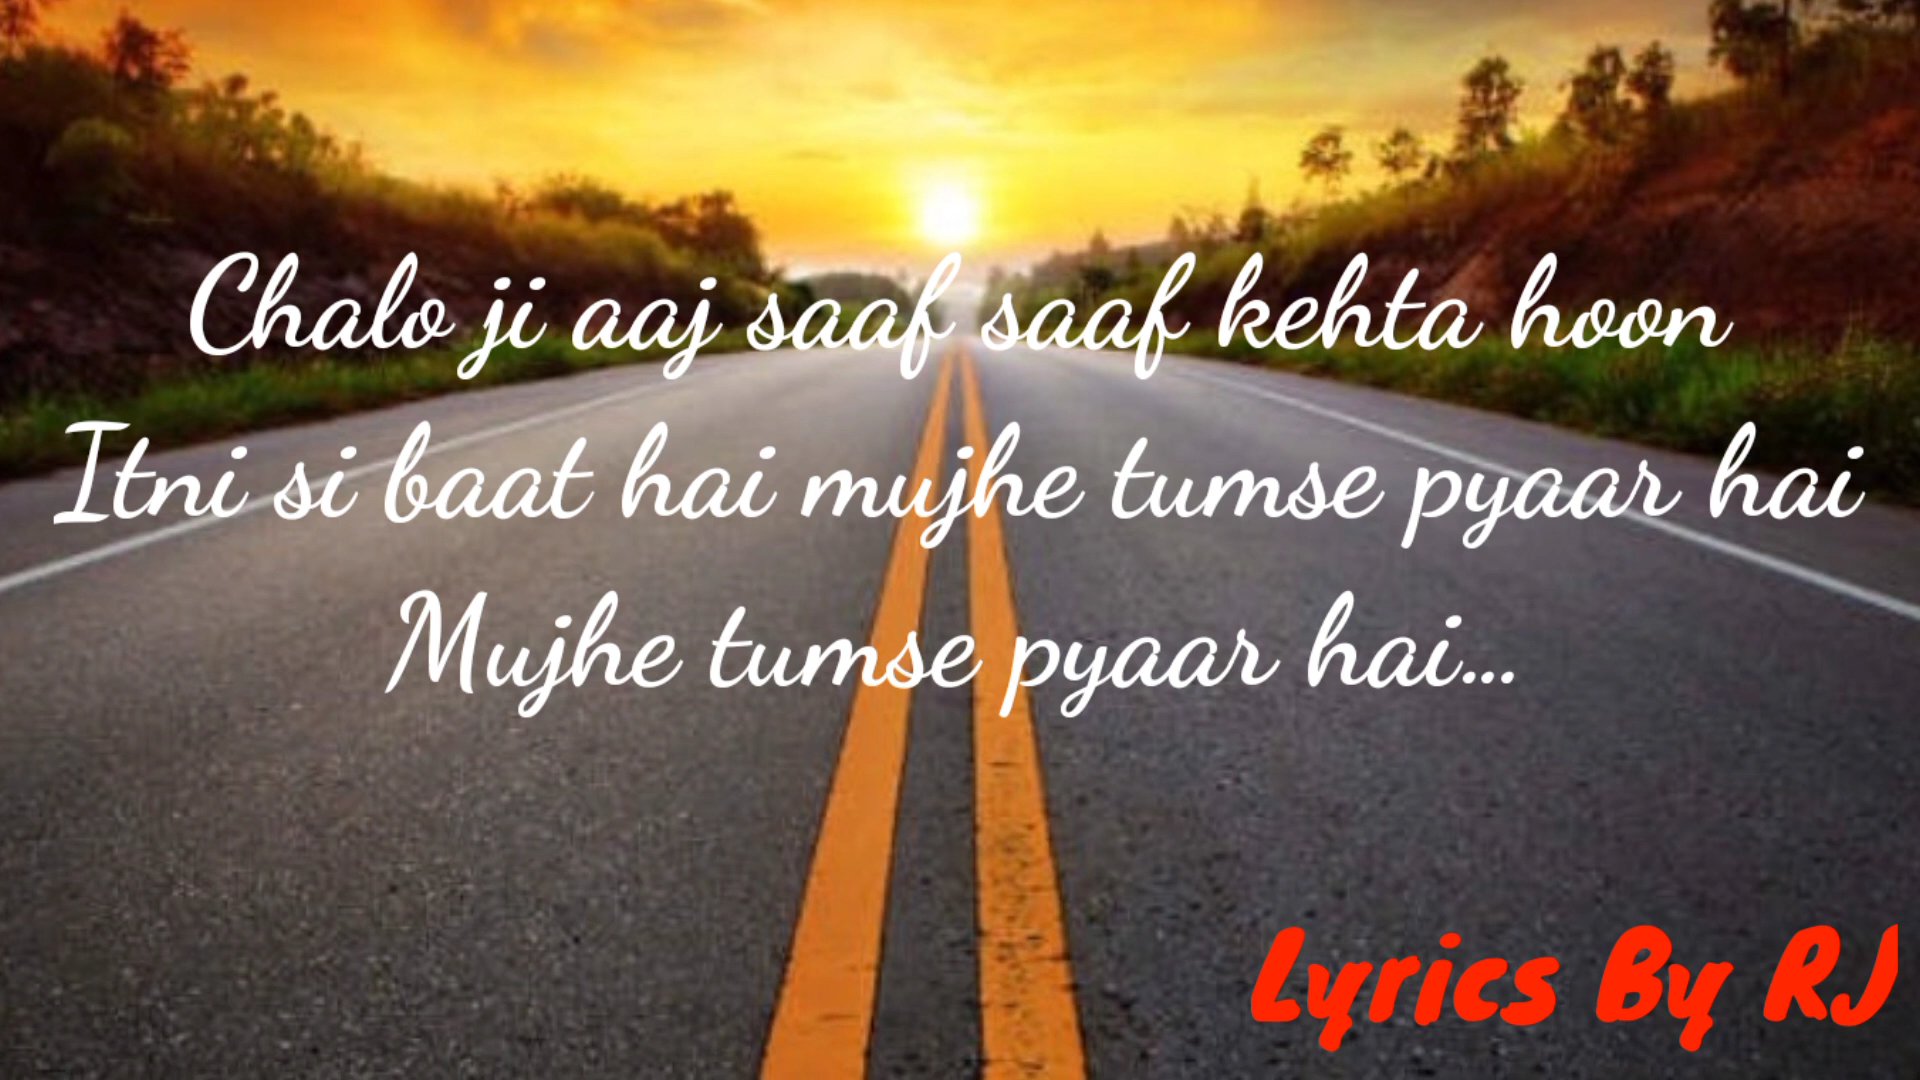 Chalo ji aaj saaf saaf kehta hoon
Itni si baat hai mujhe tumse pyaar hai
Mujhe tumse pyaar hai...
Lyrics By RJ